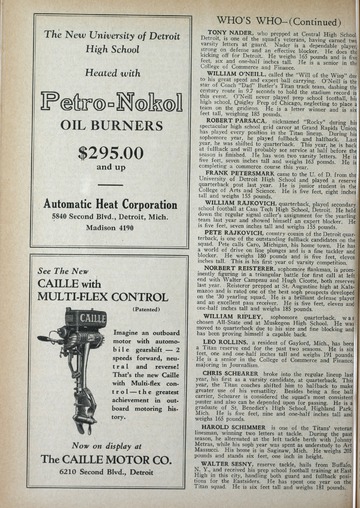 The New University of Detroit
High School
Heated with
Petro-Nokol
OIL BURNERS
$295.00
and up
Automatic Heat Corporation
5840 Second Blvd., Detroit, Mich.
Madison 4190
See The New
CAILLE with
MULTI-FLEX CONTROL
(Patented)
CAILLE
Imagine an outboard
motor with automo-
bile gearshift—2
speeds forward, neu-
tral and reverse!
That's the new Caille
with Multi-flex con-
trol—the greatest
achievement in out-
board motoring his-
tory.
Now on display at
The CAILLE MOTOR CO.
6210 Second Blvd., Detroit
WHO'S WHO—(Continued)
TONY NADER, who prepped at Central High School,
Detroit, is one of the squad's veterans, having earned two
varsity letters at guard. Nader is a dependable player,
strong on defense and an effective blocker. He does the
kicking off for Detroit. He weighs 165 pounds and is five
feet, six and one-half inches tall. He is a senior in the
College of Commerce and Finance.
WILLIAM O'NEILL, called the "Will of the Wisp" due
to his great speed and expert ball carrying. O'Neill is the
star of Coach "Dad" Butler's Titan track teams, dashing the
century route in 9.7 seconds to hold the stadium record in
this event. O'Neill never played prep school football, his
high school, Quigley Prep of Chicago, neglecting to place a
team on the gridiron. He is a letter winner and is six
feet tall, weighing 185 pounds.
ROBERT PARSACA, nicknamed "Rocks" during his
spectacular high school grid career at Grand Rapids Union,
has played every position in the Titan lineup. During his
sophomore year, he played fullback and halfback. Last
year, he was shifted to quarterback. This year, he is back
at fullback and will probably see service at half before the
season is finished. He has won two varsity letters. He is
five feet, seven inches tall and weighs 163 pounds. He is
completing a commerce course this year.
FRANK PETERSMARK came to the U. of D. from the
University of Detroit High School and played a reserve
quarterback post last year. He is junior student in the
College of Arts and Science. He is five feet, eight inches
tall and weighs 155 pounds.
WILLIAM RAJKOVICH, quarterback, played secondary
school football at Cass Tech High School, Detroit. He held
down the regular signal caller's assignment for the yearling
team last year and showed himself an expert blocker. He
is five feet, seven inches tall and weighs 155 pounds.
PETE RAJKOVICH, country cousin of the Detroit quar-
terback, is one of the outstanding fullback candidates on the
squad. Pete calls Caro, Michigan, his home town. He has
a world of drive on line plunges and is a fine tackler and
blocker. He weighs 180 pounds and is five feet, eleven
inches tall. This is his first year of varsity competition.
NORBERT REISTERER, sophomore flankman, is prom-
inently figuring in a triangular battle for first call at left
end with Walter Campeau and Hugh Cicotte, both reserves
last year. Reisterer prepped at St. Augustine high at Kala-
mazoo and is rated one of the best soph prospects developed
on the '30 yearling squad. He is a brilliant defense player
and an excellent pass receiver. He is five feet, eleven and
one-half inches tall and weighs 185 pounds.
WILLIAM RIPLEY, sophomore quarterback, was
chosen All-State end at Muskegon High School. He was
moved to quarterback due to his size and fine blocking and
has been proving himself a capable back.
LEO ROLLINS, a resident of Gaylord, Mich., has been
a Titan reserve end for the past two seasons. He is six
feet, one and one-half inches tall and weighs 191 pounds.
He is a senior in the College of Commerce and Finance,
majoring in Journalism.
CHRIS SCHEARER broke into the regular lineup last
year, his first as a varsity candidate, at quarterback. This
year, the Titan coaches shifted him to halfback to make
greater use of his versatility. Besides being a fine ball
carrier, Schearer is considered the squad's most consistent
punter and also can be depended upon for passing. He is a
graduate of St. Benedict's High School, Highland Park,
Mich. He is five feet, nine and one-half inches tall and
weighs 165 pounds.
HAROLD SCHIMMER is one of the Titans' veteran
linesmen, winning two letters at tackle. During the past
season, he alternated at the left tackle berth with Johnny
Metras, while his soph year was spent as understudy to Art
Massucci. His home is in Saginaw, Mich. He weighs 205
pounds and stands six feet, one inch in height.
WALTER SESNY, reserve tackle, hails from Buffalo,
N. Y., and received his prep school football training at East
High in this city, handling both guard and fullback posi-
tions for the Eastsiders. He has spent one year on the
Titan squad. He is six feet tall and weighs 181 pounds.